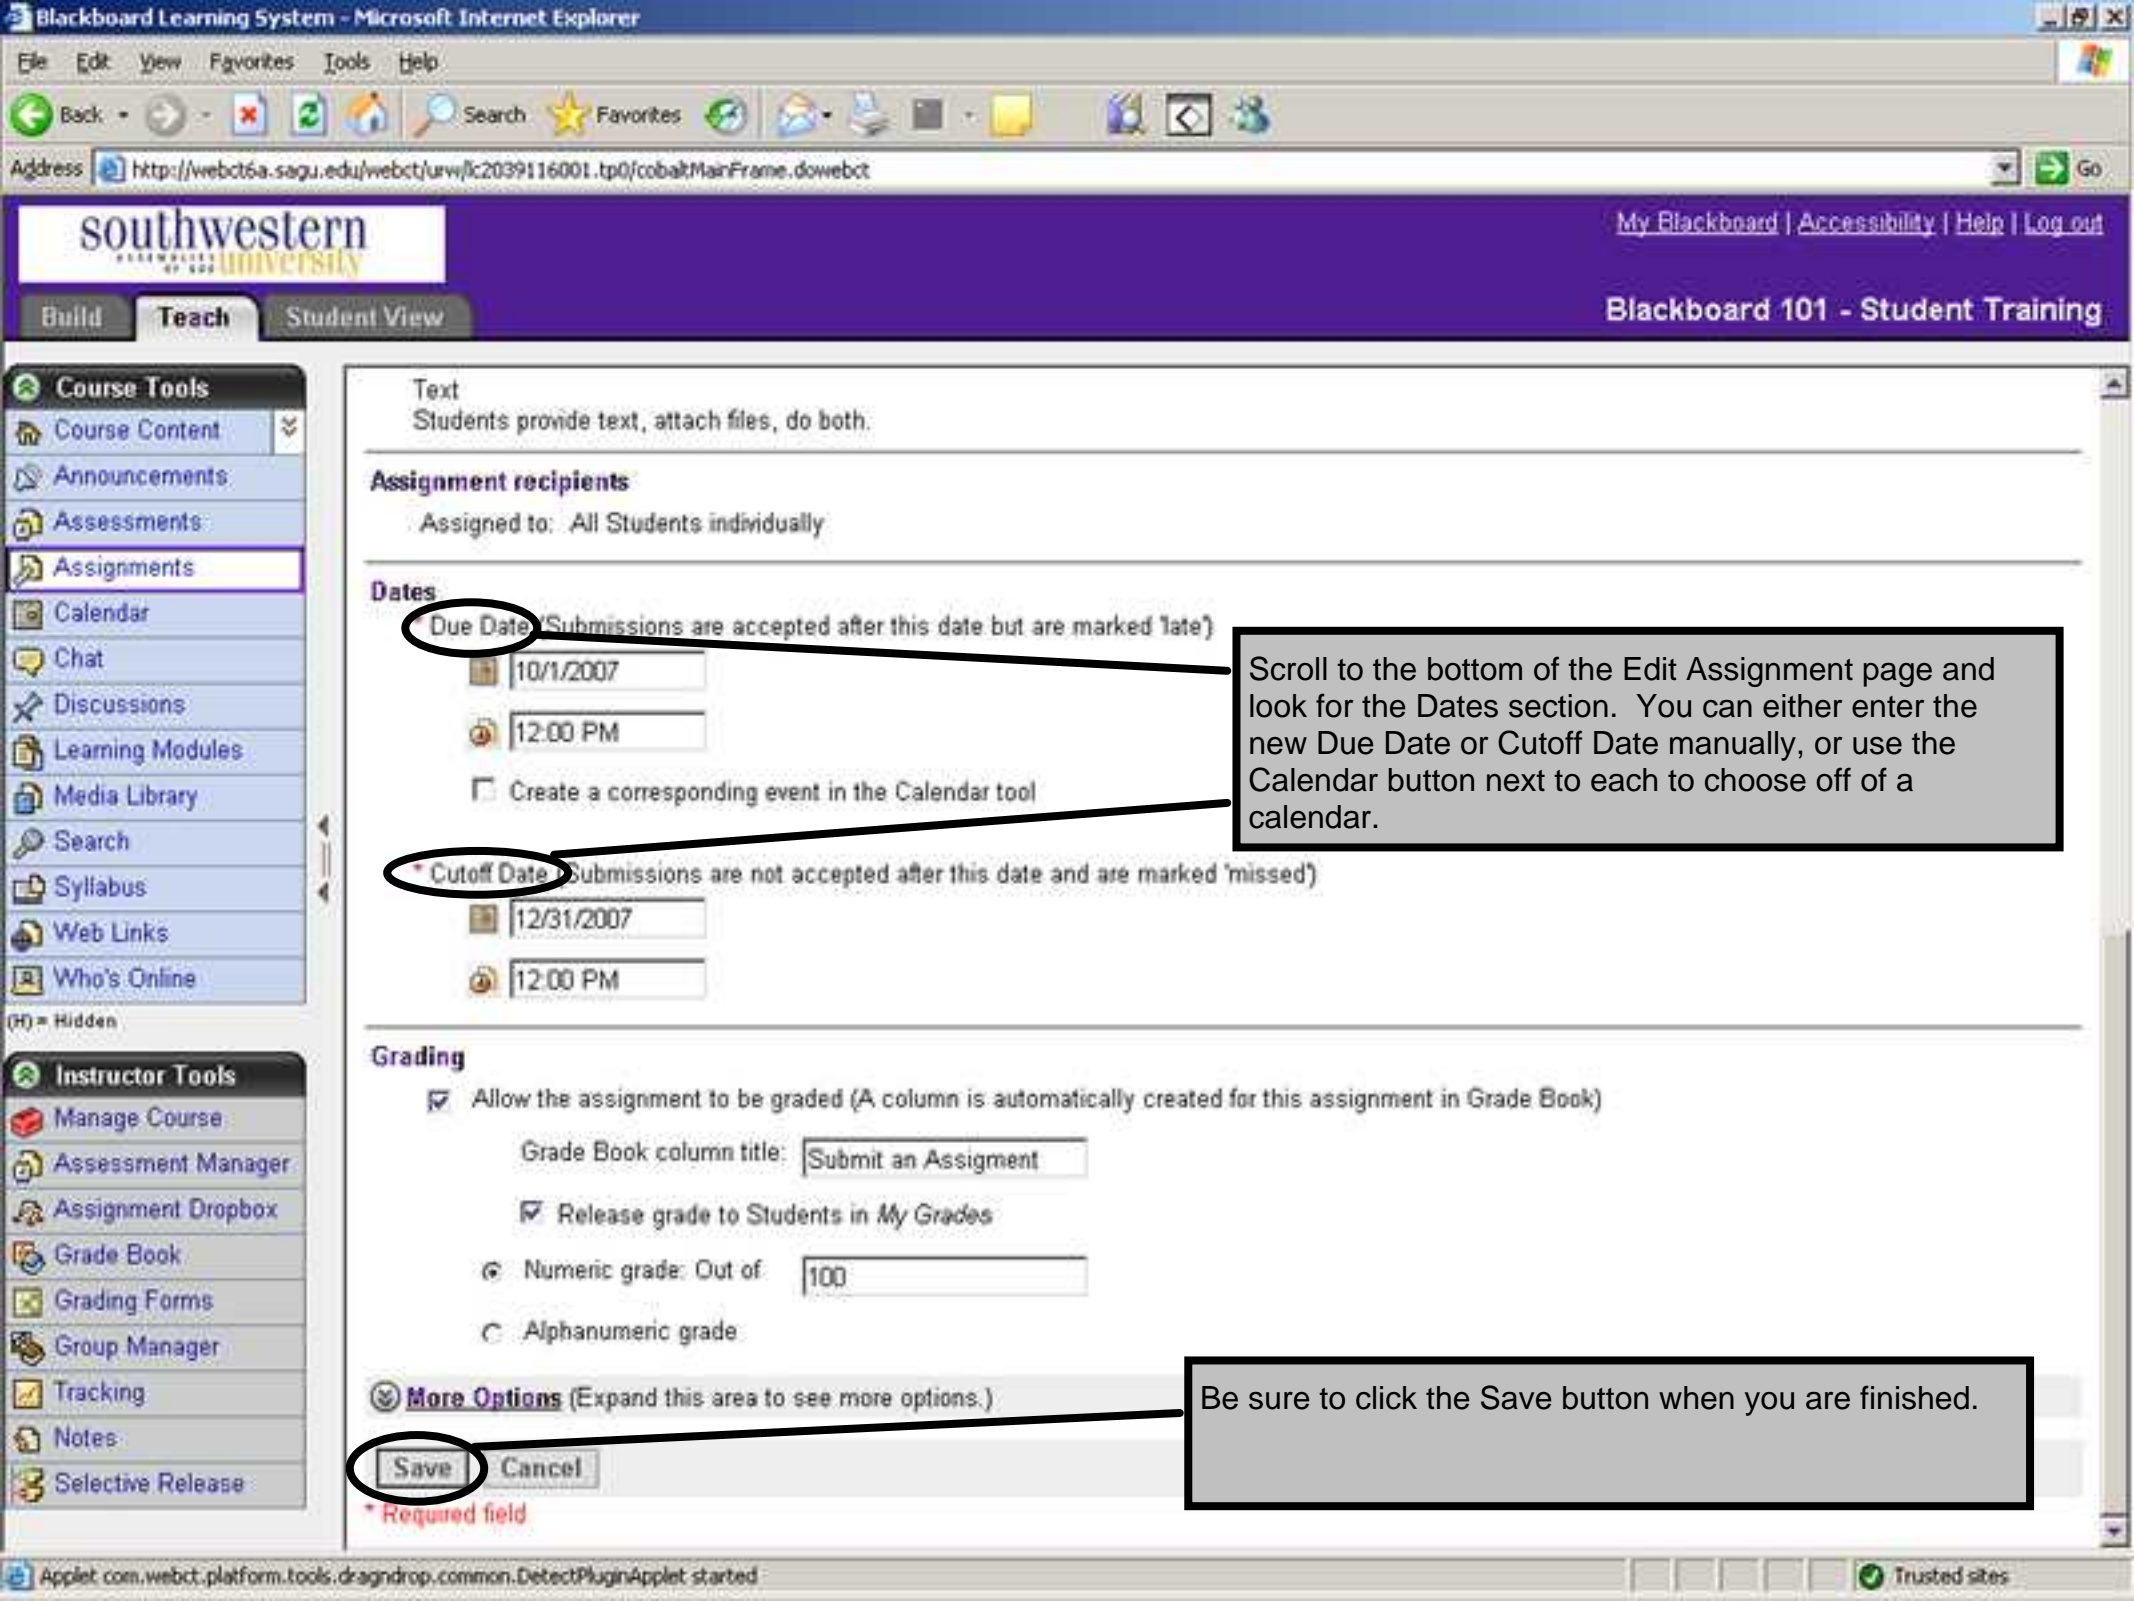 Blackboard Learning System - Microsoft Internet Explorer
File Edit View Favorites Tools Help
Back Search Favorites
Address http://webct6a.sagu.edu/webct/urw/lc2039116001.tp0/cobaltMainFrame.dowebct Go
southwestern
ASSEMBLIES OF GOD university
My Blackboard | Accessibility | Help | Log out
Build Teach Student View
Blackboard 101 - Student Training
Course Tools
Course Content
Announcements
Assessments
Assignments
Calendar
Chat
Discussions
Learning Modules
Media Library
Search
Syllabus
Web Links
Who's Online
(H) = Hidden
Instructor Tools
Manage Course
Assessment Manager
Assignment Dropbox
Grade Book
Grading Forms
Group Manager
Tracking
Notes
Selective Release
Text
Students provide text, attach files, do both.
Assignment recipients
Assigned to: All Students individually
Dates
* Due Date (Submissions are accepted after this date but are marked 'late')
10/1/2007
12:00 PM
Create a corresponding event in the Calendar tool
* Cutoff Date (Submissions are not accepted after this date and are marked 'missed')
12/31/2007
12:00 PM
Scroll to the bottom of the Edit Assignment page and
look for the Dates section. You can either enter the
new Due Date or Cutoff Date manually, or use the
Calendar button next to each to choose off of a
calendar.
Grading
Allow the assignment to be graded (A column is automatically created for this assignment in Grade Book)
Grade Book column title: Submit an Assigment
Release grade to Students in My Grades
Numeric grade: Out of 100
Alphanumeric grade
More Options (Expand this area to see more options.)
Be sure to click the Save button when you are finished.
Save Cancel
* Required field
Applet com.webct.platform.tools.dragndrop.common.DetectPluginApplet started
Trusted sites